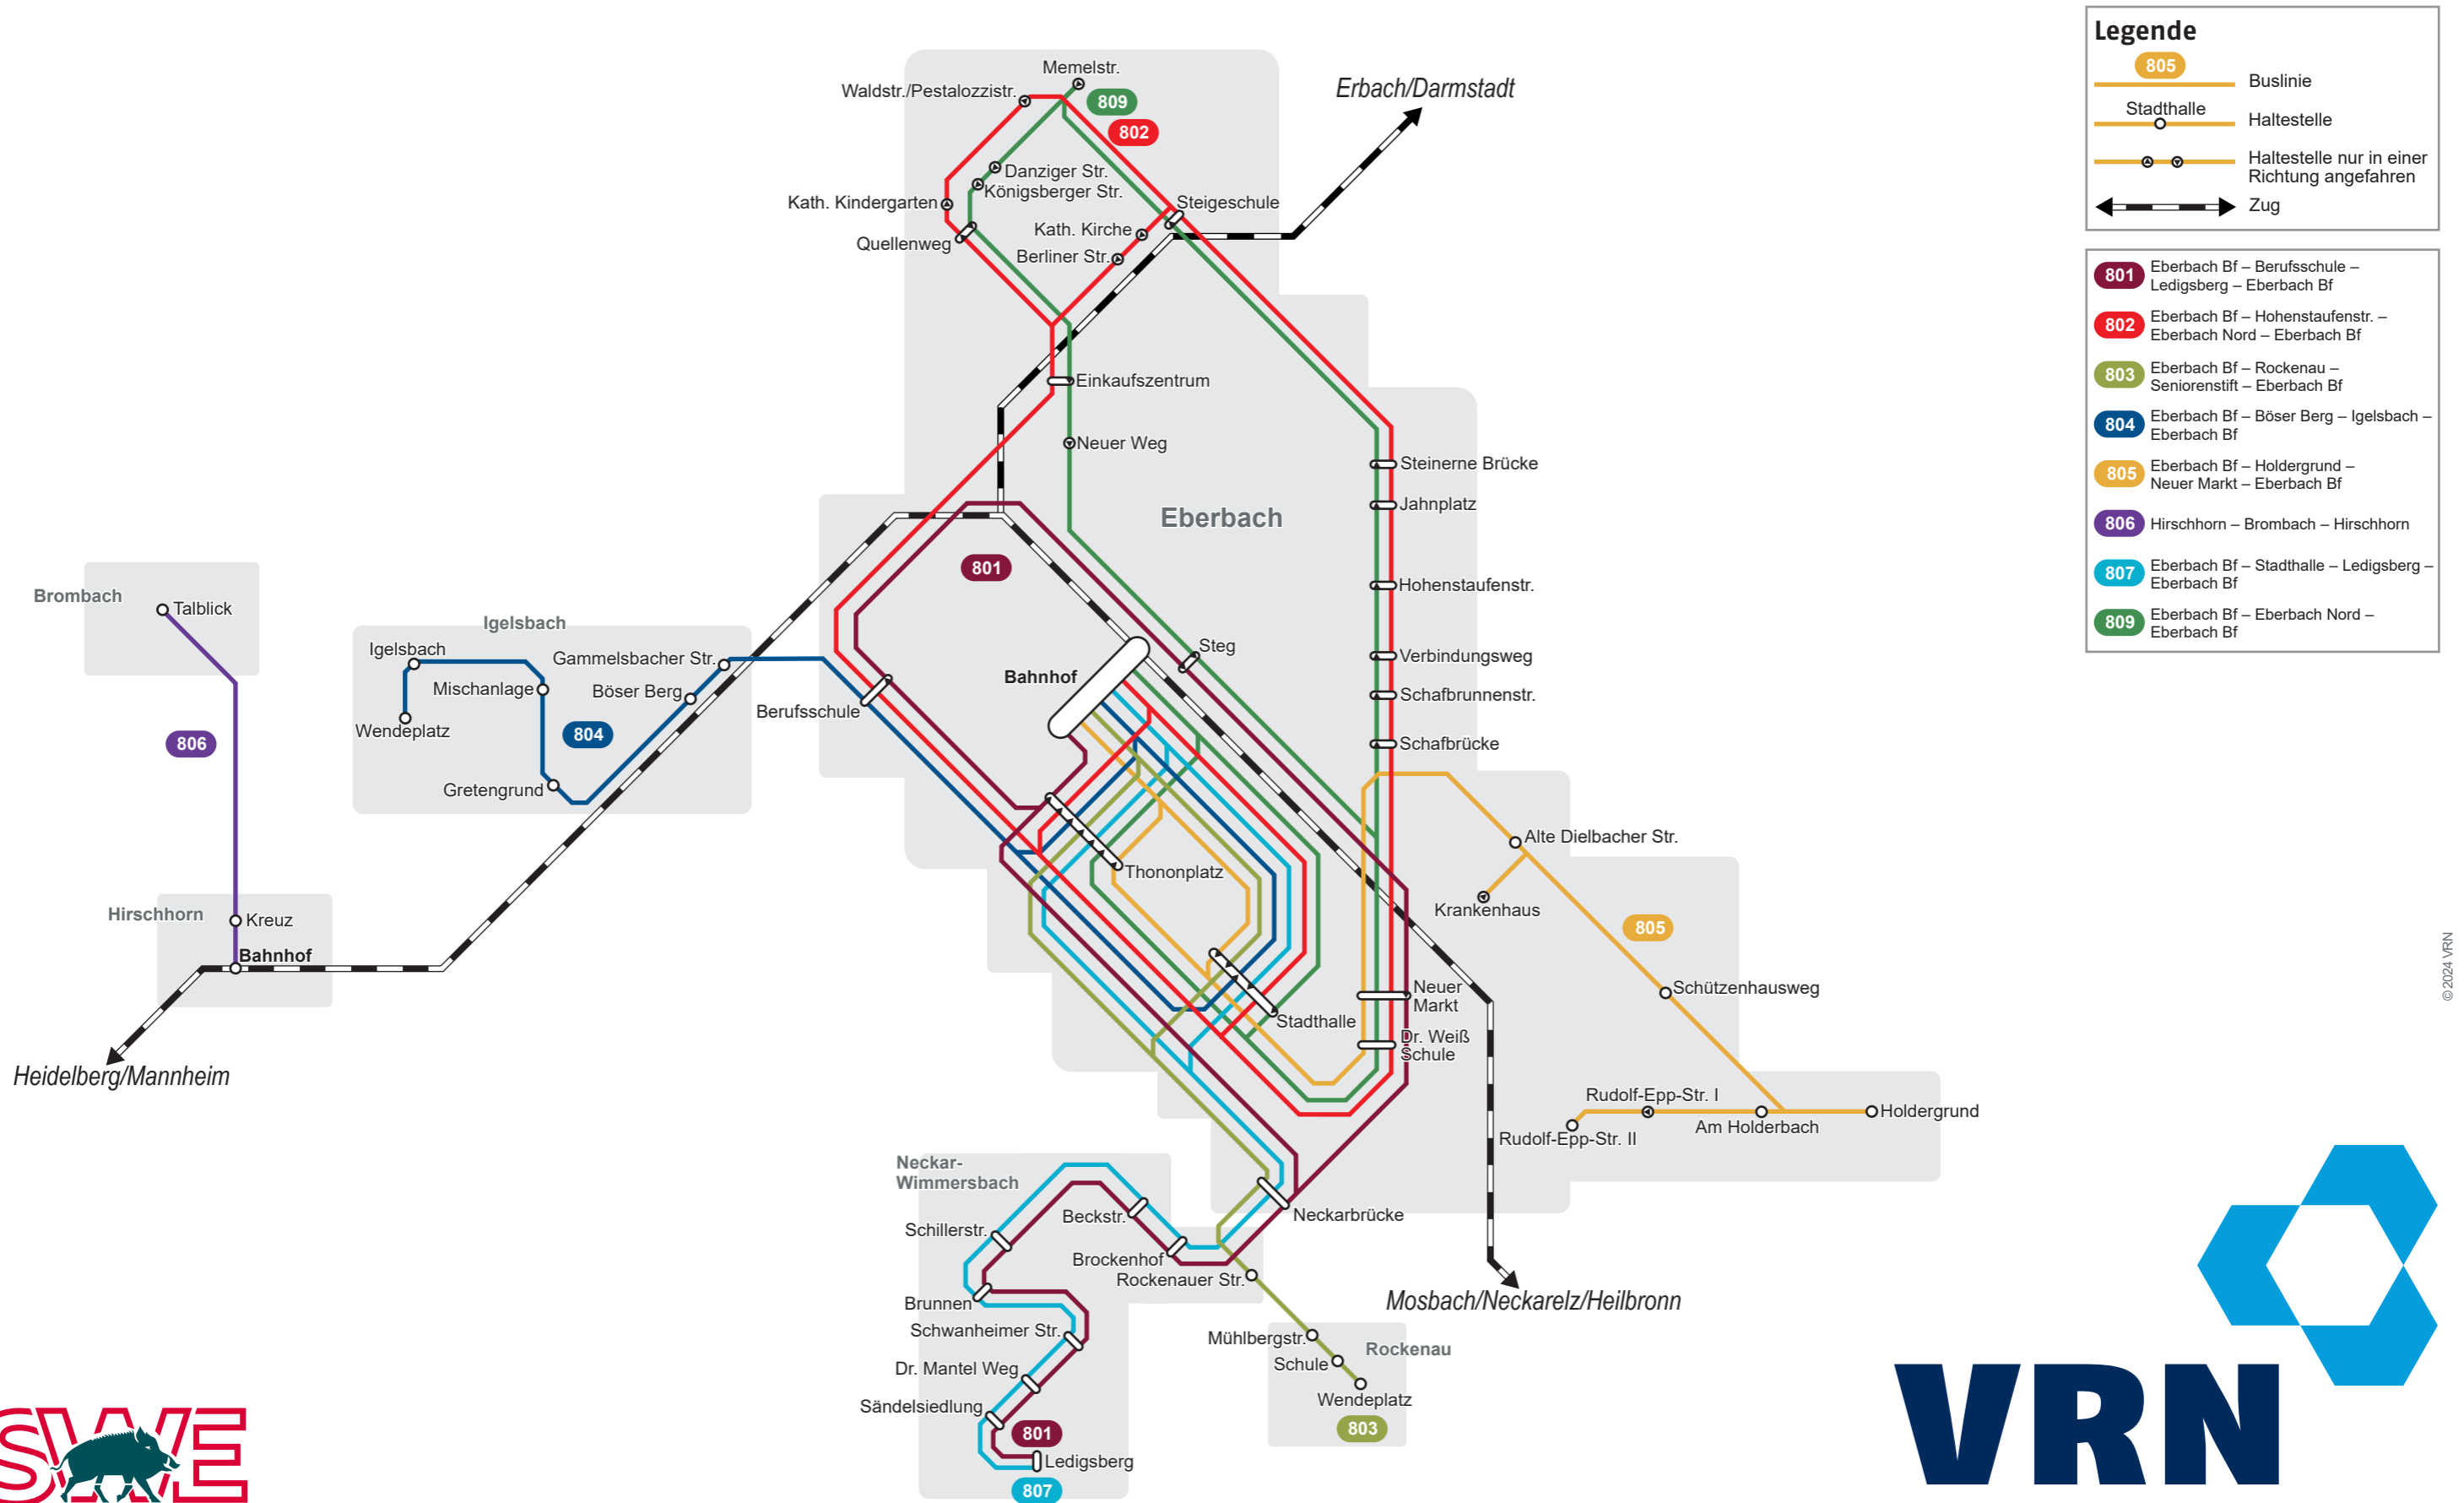 Legende
805
Buslinie
Stadthalle
Haltestelle
Haltestelle nur in einer
Richtung angefahren
Zug
801
Eberbach Bf – Berufsschule –
Ledigsberg – Eberbach Bf
802
Eberbach Bf – Hohenstaufenstr. –
Eberbach Nord – Eberbach Bf
803
Eberbach Bf – Rockenau –
Seniorenstift – Eberbach Bf
804
Eberbach Bf – Böser Berg – Igelsbach –
Eberbach Bf
805
Eberbach Bf – Holdergrund –
Neuer Markt – Eberbach Bf
806
Hirschhorn – Brombach – Hirschhorn
807
Eberbach Bf – Stadthalle – Ledigsberg –
Eberbach Bf
809
Eberbach Bf – Eberbach Nord –
Eberbach Bf
Memelstr.
Waldstr./Pestalozzistr.
809
802
Erbach/Darmstadt
Danziger Str.
Königsberger Str.
Kath. Kindergarten
Steigeschule
Kath. Kirche
Quellenweg
Berliner Str.
Einkaufszentrum
Neuer Weg
Steinerne Brücke
Jahnplatz
Eberbach
801
Hohenstaufenstr.
Brombach
Talblick
Igelsbach
Igelsbach
Gammelsbacher Str.
Steg
Verbindungsweg
Bahnhof
Mischanlage
Böser Berg
Schafbrunnenstr.
Berufsschule
Wendeplatz
804
806
Schafbrücke
Gretengrund
Alte Dielbacher Str.
Thononplatz
Krankenhaus
Hirschhorn
Kreuz
805
Bahnhof
Schützenhausweg
Neuer
Markt
Stadthalle
Dr. Weiß
Schule
Heidelberg/Mannheim
Rudolf-Epp-Str. I
Holdergrund
Am Holderbach
Rudolf-Epp-Str. II
Neckar-
Wimmersbach
Beckstr.
Neckarbrücke
Schillerstr.
Brockenhof
Rockenauer Str.
Brunnen
Mosbach/Neckarelz/Heilbronn
Schwanheimer Str.
Mühlbergstr.
Rockenau
Schule
Dr. Mantel Weg
Wendeplatz
Sändelsiedlung
803
801
Ledigsberg
807
©2024 VRN
SWE
VRN